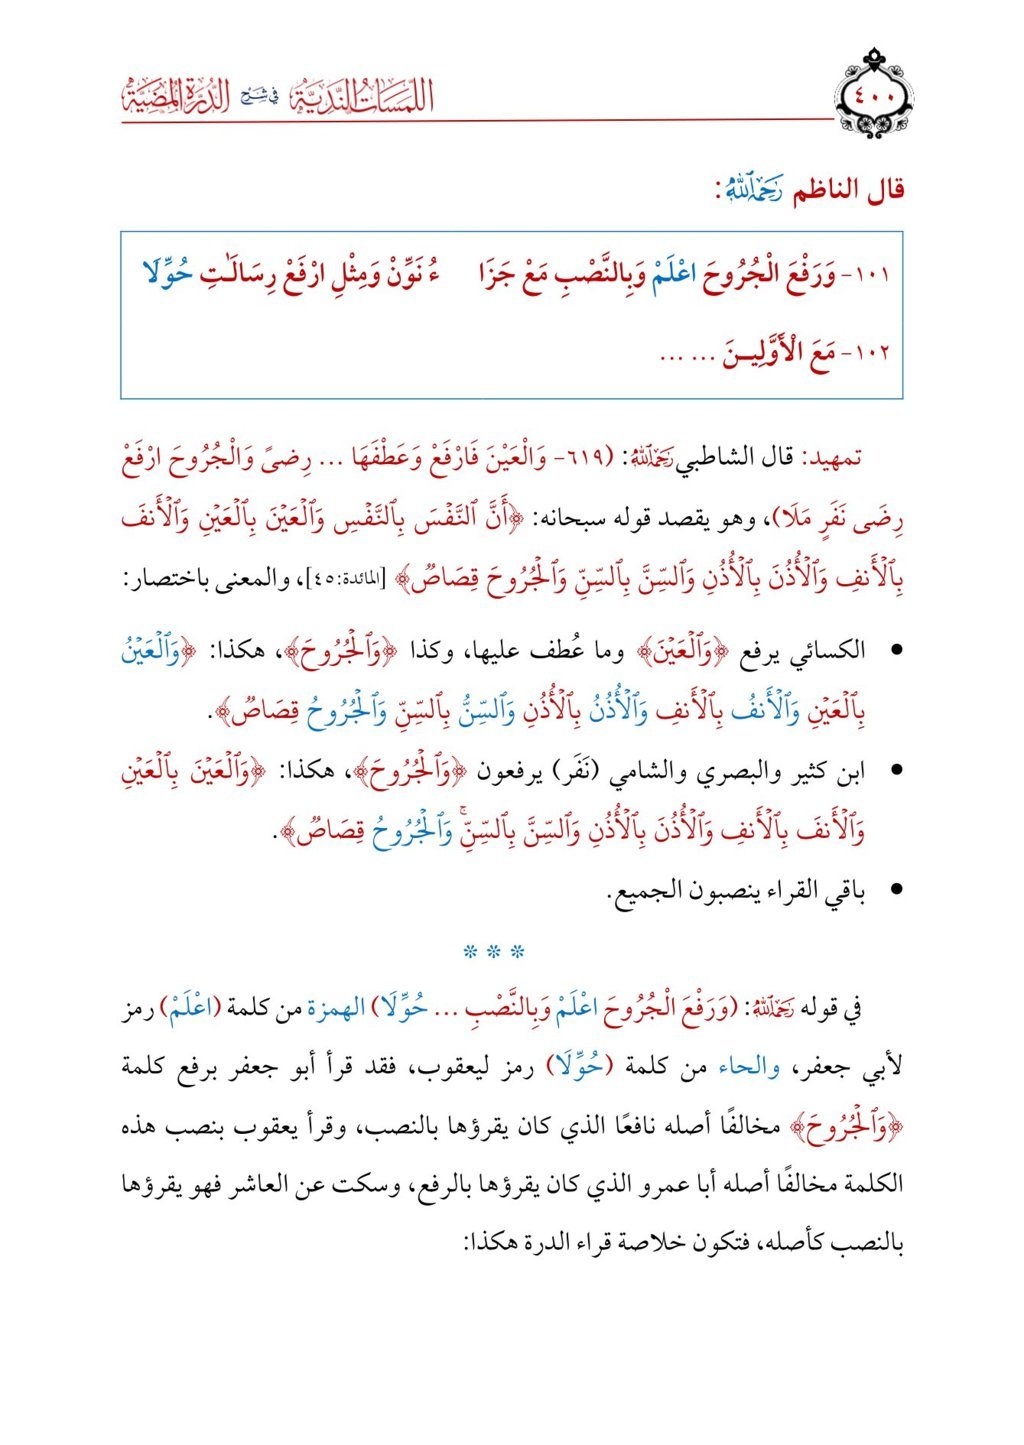 اللمسات الندية في شرح الدرة المضية
٤٠٠
قال الناظم رَحِمَهُ ٱللَّهُ:
١٠١- وَرَفْعَ الْجُرُوحَ اعْلَمْ وَبِالنَّصْبِ مَعْ جَزَا ءُ نَوِّنْ وَمِثْلِ ارْفَعْ رِسَالَـٰتِ حُوِّلَا
١٠٢- مَعَ الْأَوَّلِيـنَ ... ...
تمهيد: قال الشاطبي رَحِمَهُ ٱللَّهُ: (٦١٩- وَالْعَيْنَ فَارْفَعْ وَعَطْفَهَا ... رِضىً وَالْجُرُوحَ ارْفَعْ
رِضَى نَفَرٍ مَلَا)، وهو يقصد قوله سبحانه: ﴿أَنَّ ٱلنَّفْسَ بِٱلنَّفْسِ وَٱلْعَيْنَ بِٱلْعَيْنِ وَٱلْأَنفَ
بِٱلْأَنفِ وَٱلْأُذُنَ بِٱلْأُذُنِ وَٱلسِّنَّ بِٱلسِّنِّ وَٱلْجُرُوحَ قِصَاصٌ﴾ [المائدة:٤٥]، والمعنى باختصار:
● الكسائي يرفع ﴿وَٱلْعَيْنَ﴾ وما عُطف عليها، وكذا ﴿وَٱلْجُرُوحَ﴾، هكذا: ﴿وَٱلْعَيْنُ
بِٱلْعَيْنِ وَٱلْأَنفُ بِٱلْأَنفِ وَٱلْأُذُنُ بِٱلْأُذُنِ وَٱلسِّنُّ بِٱلسِّنِّ وَٱلْجُرُوحُ قِصَاصٌ﴾.
● ابن كثير والبصري والشامي (نَفَر) يرفعون ﴿وَٱلْجُرُوحَ﴾، هكذا: ﴿وَٱلْعَيْنَ بِٱلْعَيْنِ
وَٱلْأَنفَ بِٱلْأَنفِ وَٱلْأُذُنَ بِٱلْأُذُنِ وَٱلسِّنَّ بِٱلسِّنِّۚ وَٱلْجُرُوحُ قِصَاصٌ﴾.
● باقي القراء ينصبون الجميع.
* * *
في قوله رَحِمَهُ ٱللَّهُ: (وَرَفْعَ الْجُرُوحَ اعْلَمْ وَبِالنَّصْبِ ... حُوِّلَا) الهمزة من كلمة (اعْلَمْ) رمز
لأبي جعفر، والحاء من كلمة (حُوِّلَا) رمز ليعقوب، فقد قرأ أبو جعفر برفع كلمة
﴿وَٱلْجُرُوحَ﴾ مخالفًا أصله نافعًا الذي كان يقرؤها بالنصب، وقرأ يعقوب بنصب هذه
الكلمة مخالفًا أصله أبا عمرو الذي كان يقرؤها بالرفع، وسكت عن العاشر فهو يقرؤها
بالنصب كأصله، فتكون خلاصة قراء الدرة هكذا: